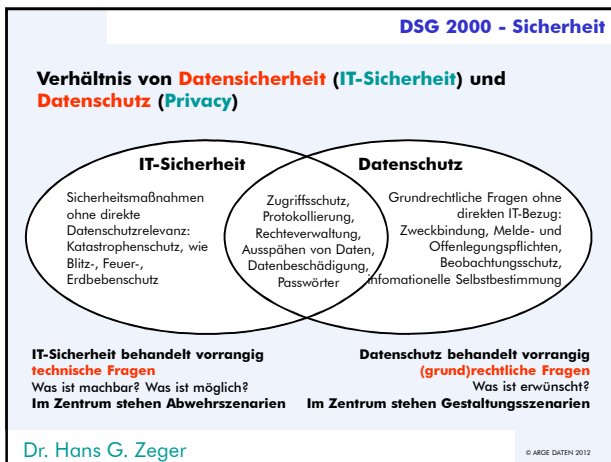 DSG 2000 - Sicherheit
Verhältnis von Datensicherheit (IT-Sicherheit) und
Datenschutz (Privacy)
IT-Sicherheit
Sicherheitsmaßnahmen
ohne direkte
Datenschutzrelevanz:
Katastrophenschutz, wie
Blitz-, Feuer-,
Erdbebenschutz
Zugriffsschutz,
Protokollierung,
Rechteverwaltung,
Ausspähen von Daten,
Datenbeschädigung,
Passwörter
Datenschutz
Grundrechtliche Fragen ohne
direkten IT-Bezug:
Zweckbindung, Melde- und
Offenlegungspflichten,
Beobachtungsschutz,
infomationelle Selbstbestimmung
IT-Sicherheit behandelt vorrangig
technische Fragen
Was ist machbar? Was ist möglich?
Im Zentrum stehen Abwehrszenarien
Datenschutz behandelt vorrangig
(grund)rechtliche Fragen
Was ist erwünscht?
Im Zentrum stehen Gestaltungsszenarien
Dr. Hans G. Zeger
© ARGE DATEN 2012